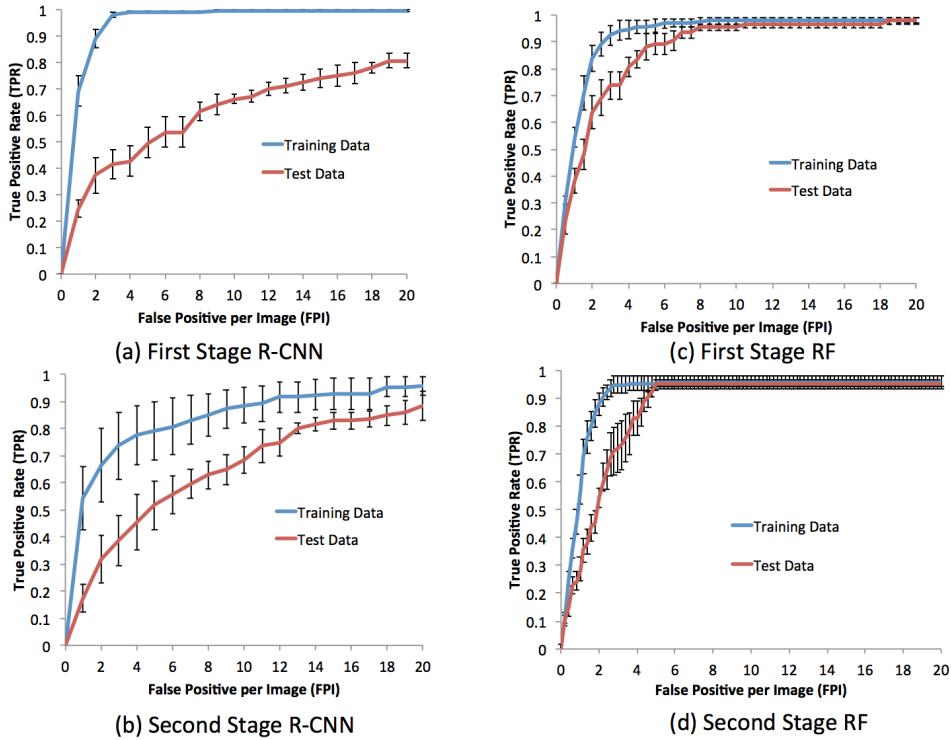 1
0.9
0.8
0.7
0.6
0.5
0.4
0.3
0.2
0.1
0
True Positive Rate (TPR)
Training Data
Test Data
0 2 4 6 8 10 12 14 16 18 20
False Positive per Image (FPI)
(a) First Stage R-CNN
1
0.9
0.8
0.7
0.6
0.5
0.4
0.3
0.2
0.1
0
True Positive Rate (TPR)
Training Data
Test Data
0 2 4 6 8 10 12 14 16 18 20
False Positive per Image (FPI)
(c) First Stage RF
1
0.9
0.8
0.7
0.6
0.5
0.4
0.3
0.2
0.1
0
True Positive Rate (TPR)
Training Data
Test Data
0 2 4 6 8 10 12 14 16 18 20
False Positive per Image (FPI)
(b) Second Stage R-CNN
1
0.9
0.8
0.7
0.6
0.5
0.4
0.3
0.2
0.1
0
True Positive Rate (TPR)
Training Data
Test Data
0 2 4 6 8 10 12 14 16 18 20
False Positive per Image (FPI)
(d) Second Stage RF